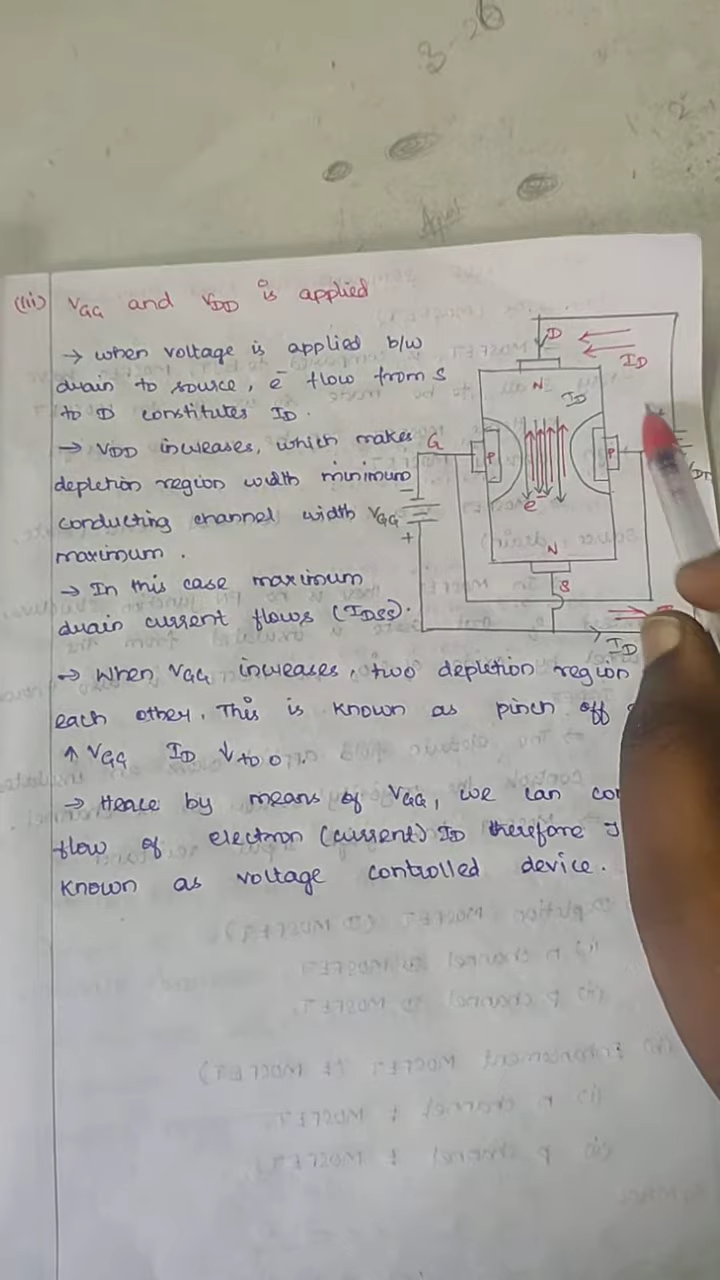 3-26
(iii) VGG and VDD is applied
→ when voltage is applied b/w
drain to source, e⁻ flow from S
to D constitutes ID.
→ VDD increases, which makes
depletion region width minimum
conducting channel width
maximum.
→ In this case maximum
drain current flows (IDSS).
→ When VGG increases, two depletion region
each other. This is known as pinch off
↑ VGG ID ↓ to 0
→ Hence by means of VGG, we can
flow of electron (current) ID therefore
known as voltage controlled device.
D
ID
N
ID
G
P
P
e⁻
VGG
+
N
S
ID